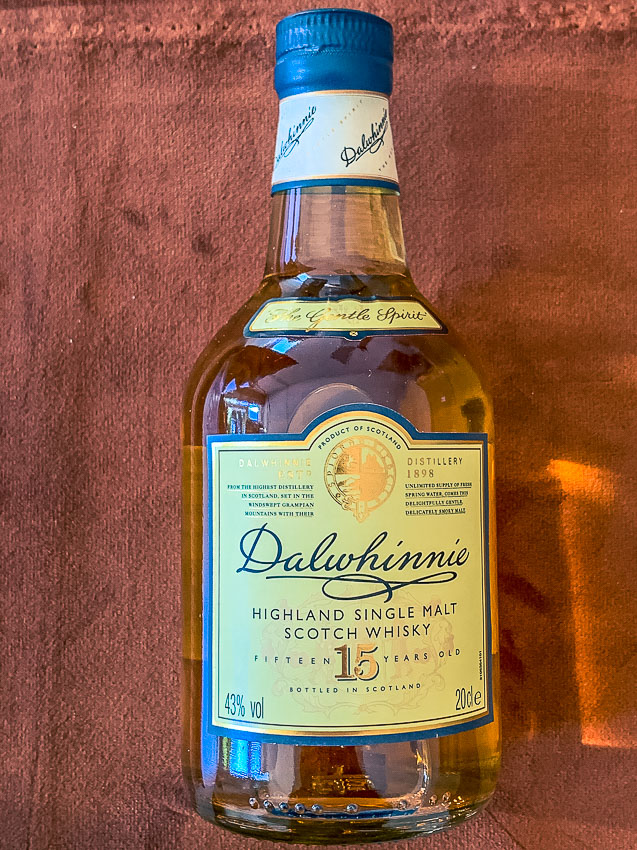 Dalwhinnie
Dalwhinnie
The Gentle Spirit
PRODUCT OF SCOTLAND
DALWHINNIE
ESTD
DISTILLERY
1898
FROM THE HIGHEST DISTILLERY
IN SCOTLAND, SET IN THE
WINDSWEPT GRAMPIAN
MOUNTAINS WITH THEIR
UNLIMITED SUPPLY OF FRESH
SPRING WATER, COMES THIS
DELIGHTFULLY GENTLE,
DELICATELY SMOKY MALT.
Dalwhinnie
HIGHLAND SINGLE MALT
SCOTCH WHISKY
FIFTEEN 15 YEARS OLD
BOTTLED IN SCOTLAND
43% vol
20cl e